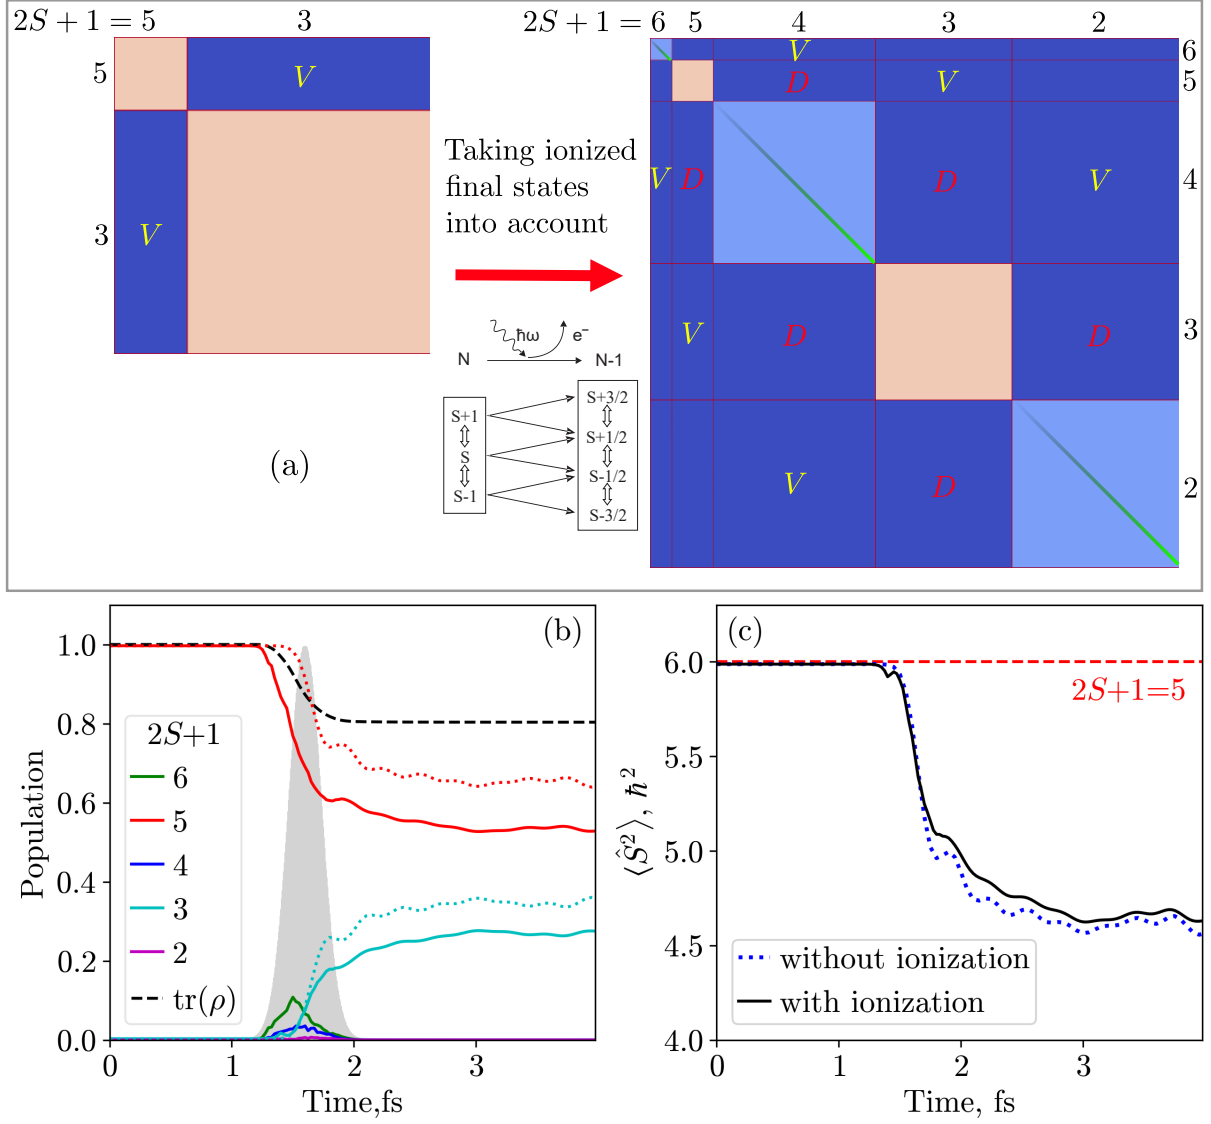 2S + 1 = 5 3
2S + 1 = 6 5 4 3 2
5
V
3
V
Taking ionized
final states
into account
ħω e⁻
N N-1
S+1
S
S-1
S+3/2
S+1/2
S-1/2
S-3/2
(a)
V 6
D V 5
V D D V 4
V D D 3
V D 2
(b)
Population
1.0
0.8
0.6
0.4
0.2
0.0
2S+1
6
5
4
3
2
tr(ρ)
0 1 2 3
Time,fs
(c)
⟨Ŝ²⟩, ħ²
6.0
5.5
5.0
4.5
4.0
2S+1=5
without ionization
with ionization
0 1 2 3
Time, fs